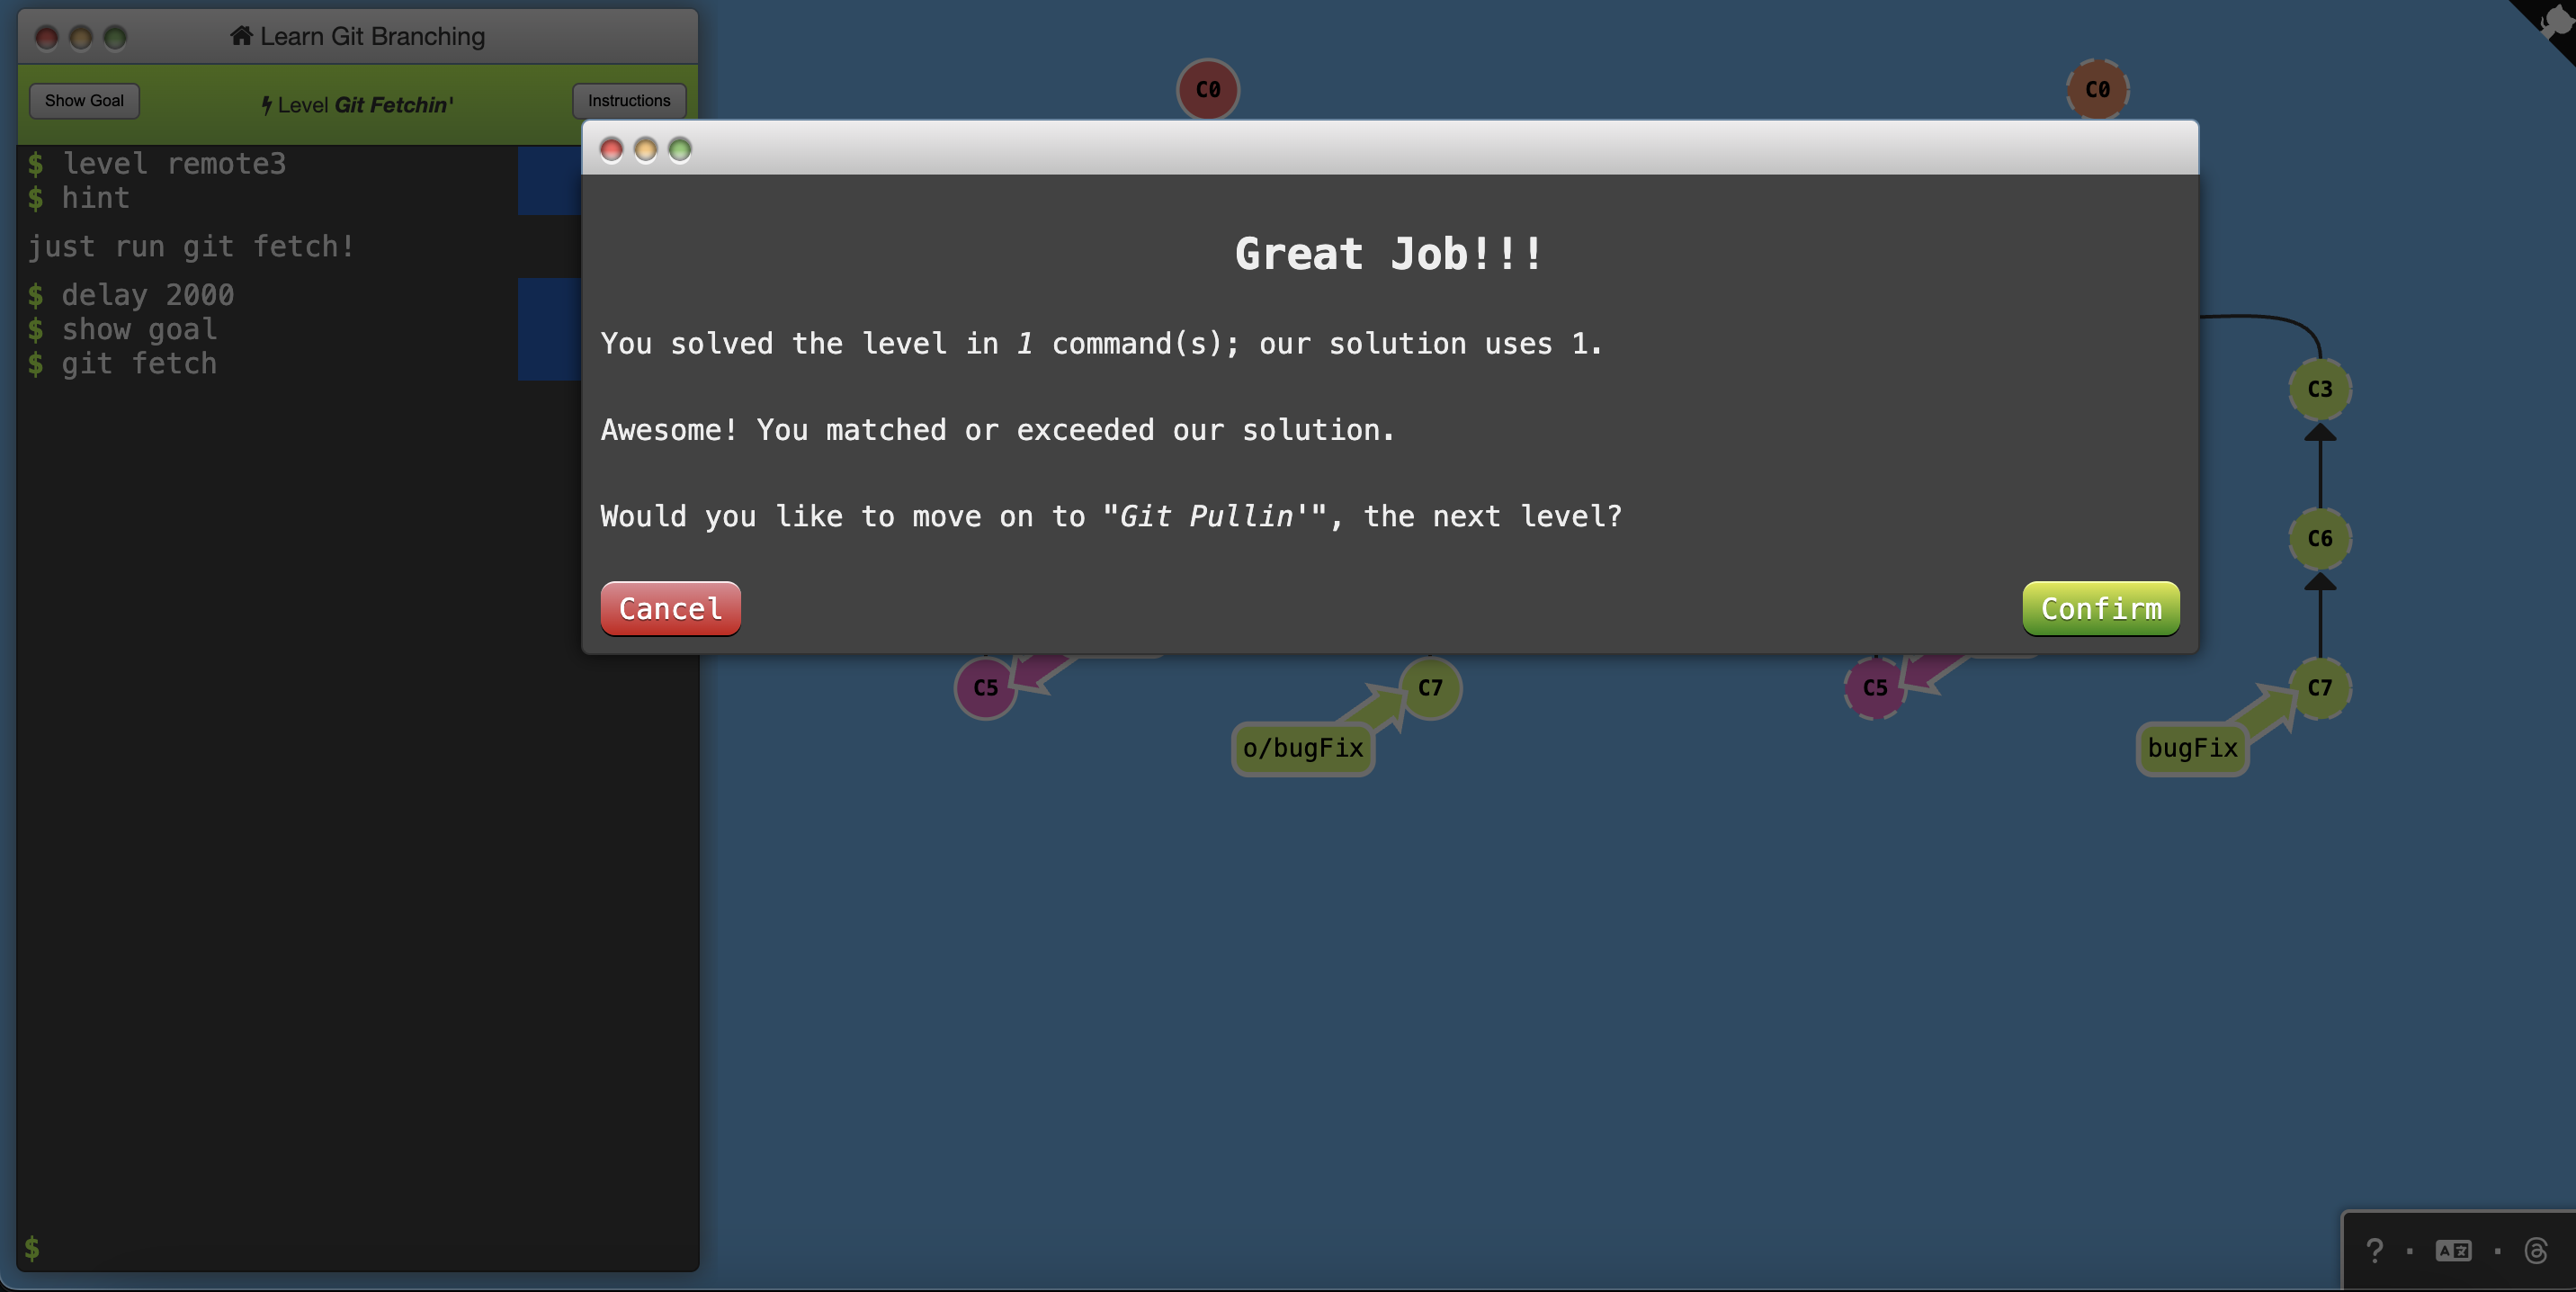 Learn Git Branching
Show Goal
Level Git Fetchin'
Instructions
$ level remote3
$ hint
just run git fetch!
$ delay 2000
$ show goal
$ git fetch
$
C0
C0
Great Job!!!
You solved the level in 1 command(s); our solution uses 1.
Awesome! You matched or exceeded our solution.
Would you like to move on to "Git Pullin'", the next level?
Cancel
Confirm
C3
C6
C5
C7
C5
C7
o/bugFix
bugFix
? · A文 ·